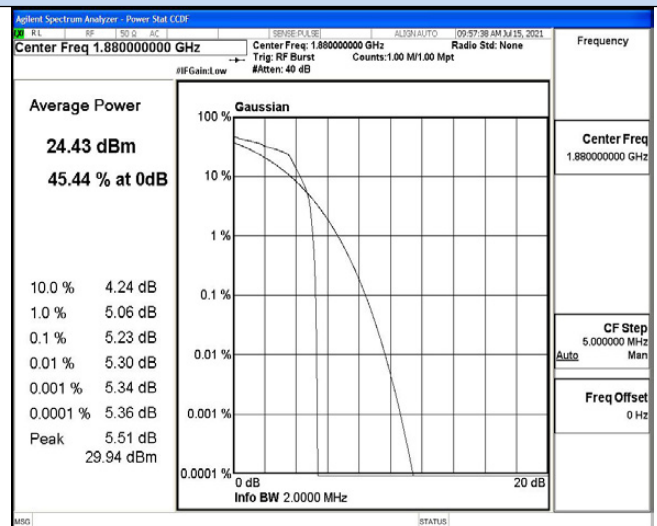 Agilent Spectrum Analyzer - Power Stat CCDF
RL RF 50 Ω AC SENSE:PULSE ALIGNAUTO 09:57:38 AM Jul 15, 2021
Center Freq 1.880000000 GHz
Center Freq: 1.880000000 GHz Radio Std: None
Trig: RF Burst Counts:1.00 M/1.00 Mpt
#IFGain:Low #Atten: 40 dB
Frequency
Average Power
24.43 dBm
45.44 % at 0dB
10.0 % 4.24 dB
1.0 % 5.06 dB
0.1 % 5.23 dB
0.01 % 5.30 dB
0.001 % 5.34 dB
0.0001 % 5.36 dB
Peak 5.51 dB
29.94 dBm
Gaussian
100 %
10 %
1 %
0.1 %
0.01 %
0.001 %
0.0001 %
0 dB 20 dB
Info BW 2.0000 MHz
Center Freq
1.880000000 GHz
CF Step
5.000000 MHz
Auto Man
Freq Offset
0 Hz
MSG STATUS